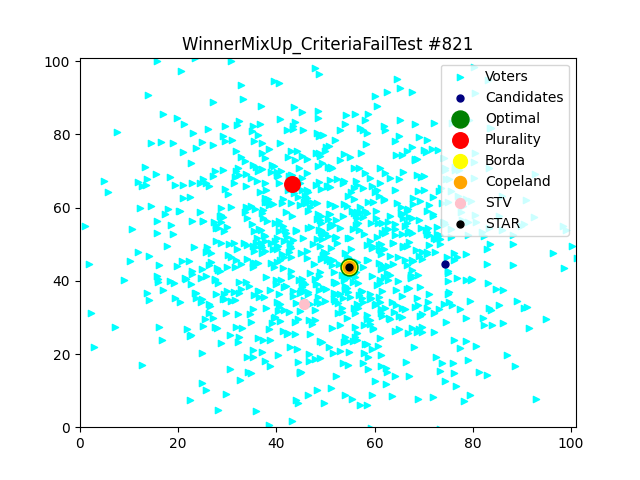 WinnerMixUp_CriteriaFailTest #821
100
80
60
40
20
0
0 20 40 60 80 100
Voters
Candidates
Optimal
Plurality
Borda
Copeland
STV
STAR